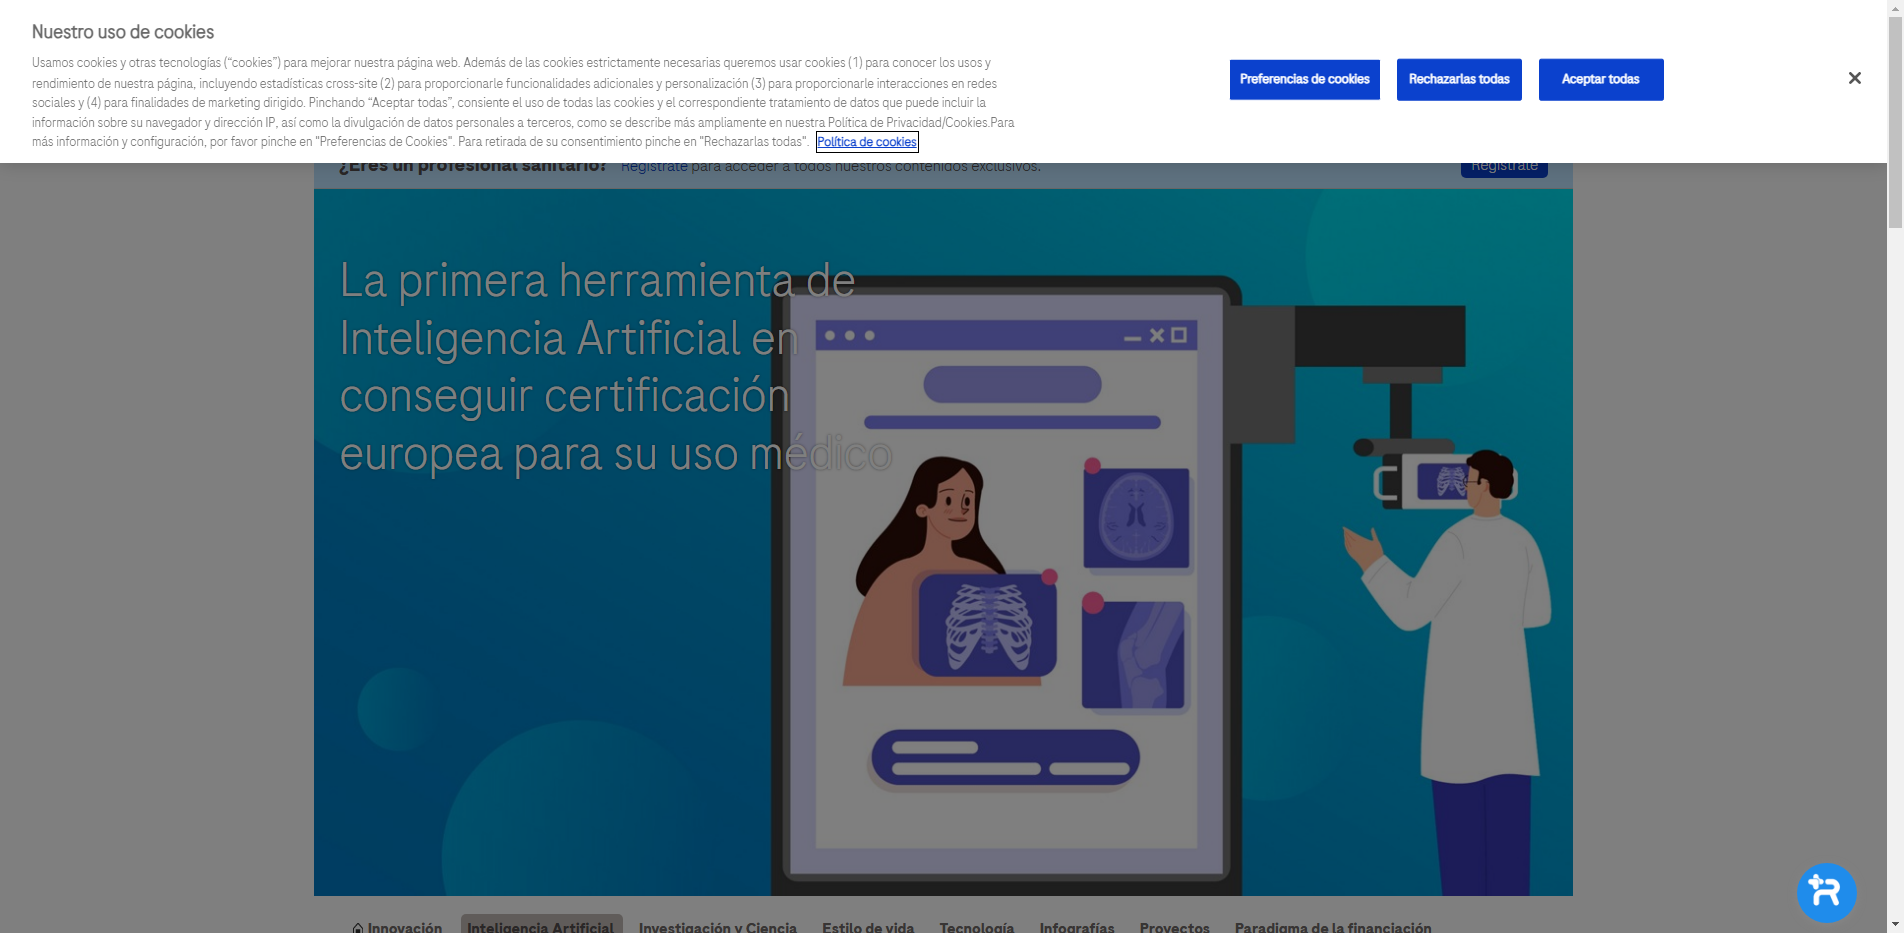 Nuestro uso de cookies
Usamos cookies y otras tecnologías (“cookies”) para mejorar nuestra página web. Además de las cookies estrictamente necesarias queremos usar cookies (1) para conocer los usos y
rendimiento de nuestra página, incluyendo estadísticas cross-site (2) para proporcionarle funcionalidades adicionales y personalización (3) para proporcionarle interacciones en redes
sociales y (4) para finalidades de marketing dirigido. Pinchando “Aceptar todas”, consiente el uso de todas las cookies y el correspondiente tratamiento de datos que puede incluir la
información sobre su navegador y dirección IP, así como la divulgación de datos personales a terceros, como se describe más ampliamente en nuestra Política de Privacidad/Cookies.Para
más información y configuración, por favor pinche en "Preferencias de Cookies". Para retirada de su consentimiento pinche en "Rechazarlas todas". Política de cookies
Preferencias de cookies Rechazarlas todas Aceptar todas
¿Eres un profesional sanitario? Regístrate para acceder a todos nuestros contenidos exclusivos. Regístrate
La primera herramienta de
Inteligencia Artificial en
conseguir certificación
europea para su uso médico
Innovación Inteligencia Artificial Investigación y Ciencia Estilo de vida Tecnología Infografías Proyectos Paradigma de la financiación